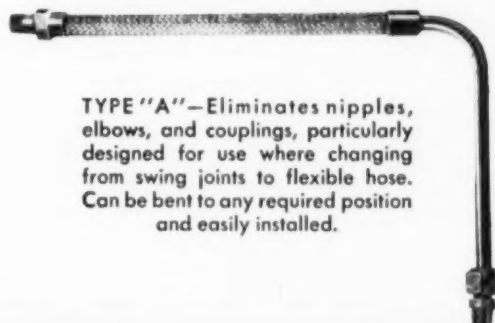 TYPE "A"—Eliminates nipples,
elbows, and couplings, particularly
designed for use where changing
from swing joints to flexible hose.
Can be bent to any required position
and easily installed.